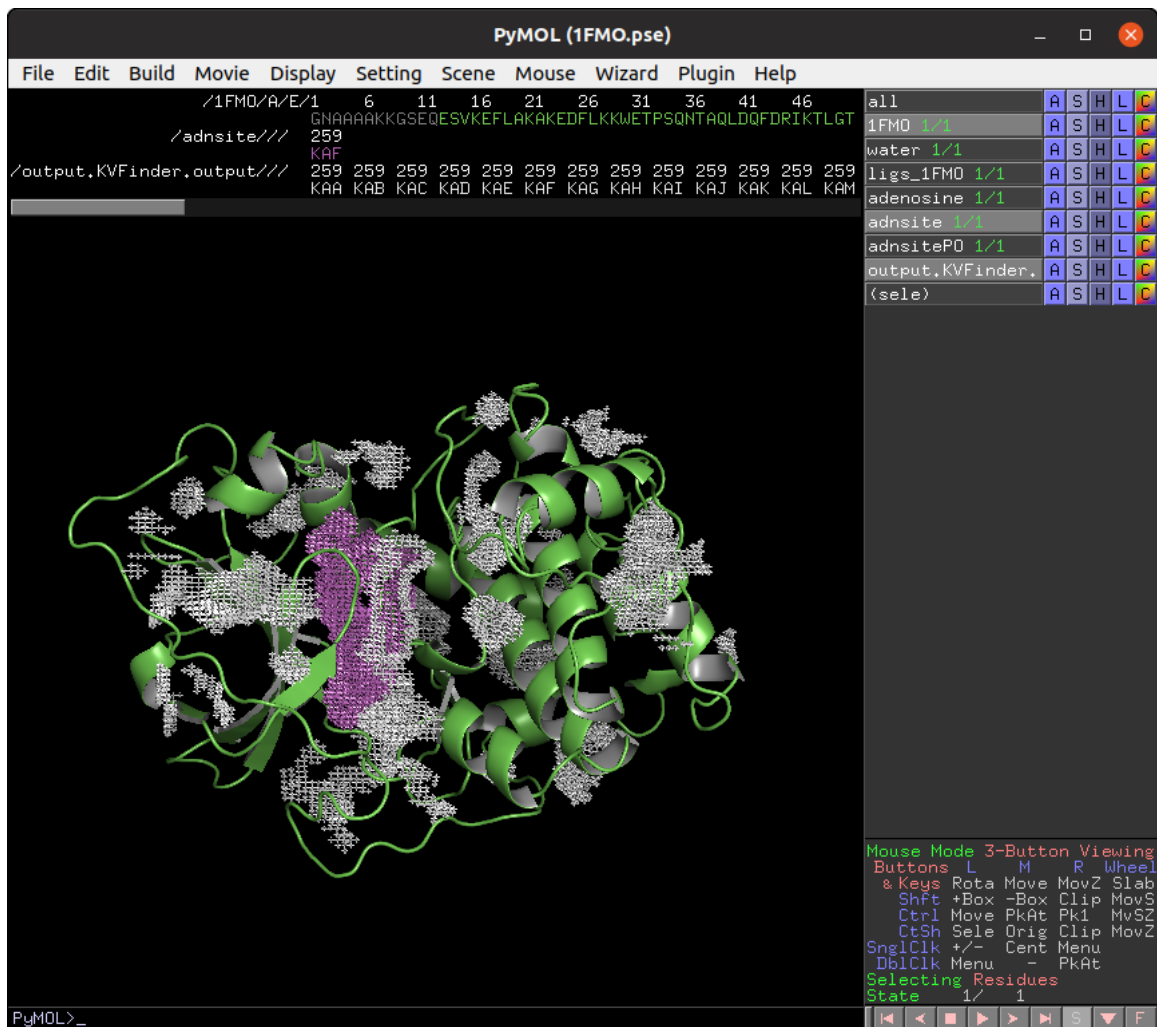 PyMOL (1FMO.pse)
File Edit Build Movie Display Setting Scene Mouse Wizard Plugin Help
/1FMO/A/E/1 6 11 16 21 26 31 36 41 46
GNAAAAKKGSEQESVKEFLAKAKEDFLKKWETPSQNTAQLDQFDRIKTLGT
/adnsite/// 259
KAF
/output.KVFinder.output/// 259 259 259 259 259 259 259 259 259 259 259 259 259
KAA KAB KAC KAD KAE KAF KAG KAH KAI KAJ KAK KAL KAM
all A S H L C
1FMO 1/1 A S H L C
water 1/1 A S H L C
ligs_1FMO 1/1 A S H L C
adenosine 1/1 A S H L C
adnsite 1/1 A S H L C
adnsitePO 1/1 A S H L C
output.KVFinder. A S H L C
(sele) A S H L C
Mouse Mode 3-Button Viewing
Buttons L M R Wheel
& Keys Rota Move MovZ Slab
Shft +Box -Box Clip MovS
Ctrl Move PkAt Pk1 MvSZ
CtSh Sele Orig Clip MovZ
SnglClk +/- Cent Menu
DblClk Menu - PkAt
Selecting Residues
State 1/ 1
PyMOL>_
S F